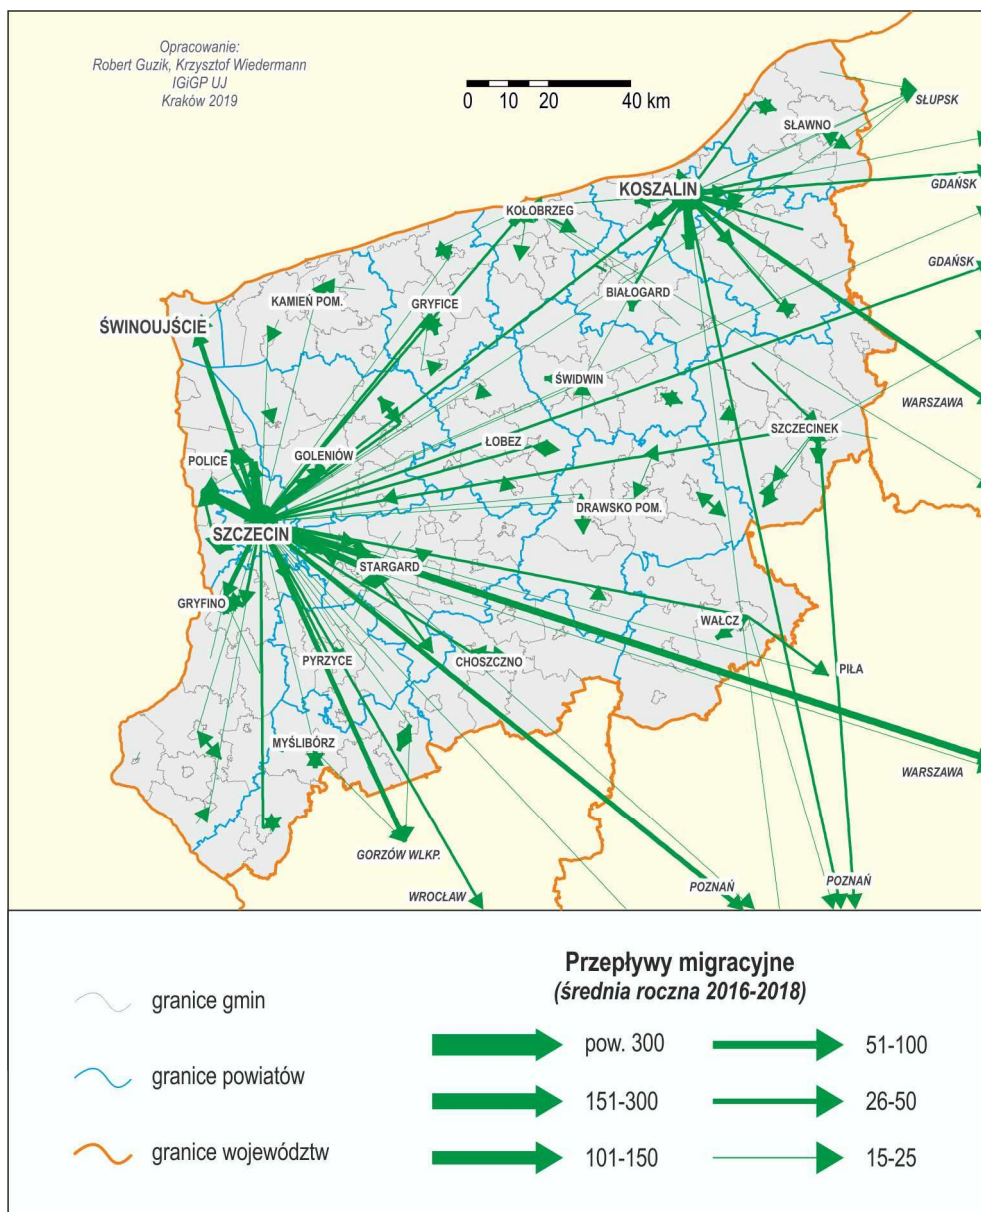 Opracowanie:
Robert Guzik, Krzysztof Wiedermann
IGiGP UJ
Kraków 2019
0 10 20 40 km
SŁUPSK
SŁAWNO
GDAŃSK
KOSZALIN
KOŁOBRZEG
GDAŃSK
BIAŁOGARD
KAMIEŃ POM.
GRYFICE
ŚWINOUJŚCIE
ŚWIDWIN
WARSZAWA
SZCZECINEK
ŁOBEZ
GOLENIÓW
POLICE
DRAWSKO POM.
SZCZECIN
STARGARD
GRYFINO
WAŁCZ
PYRZYCE
CHOSZCZNO
PIŁA
MYŚLIBÓRZ
WARSZAWA
GORZÓW WLKP.
WROCŁAW
POZNAŃ
POZNAŃ
Przepływy migracyjne
(średnia roczna 2016-2018)
granice gmin
granice powiatów
granice województw
pow. 300
151-300
101-150
51-100
26-50
15-25